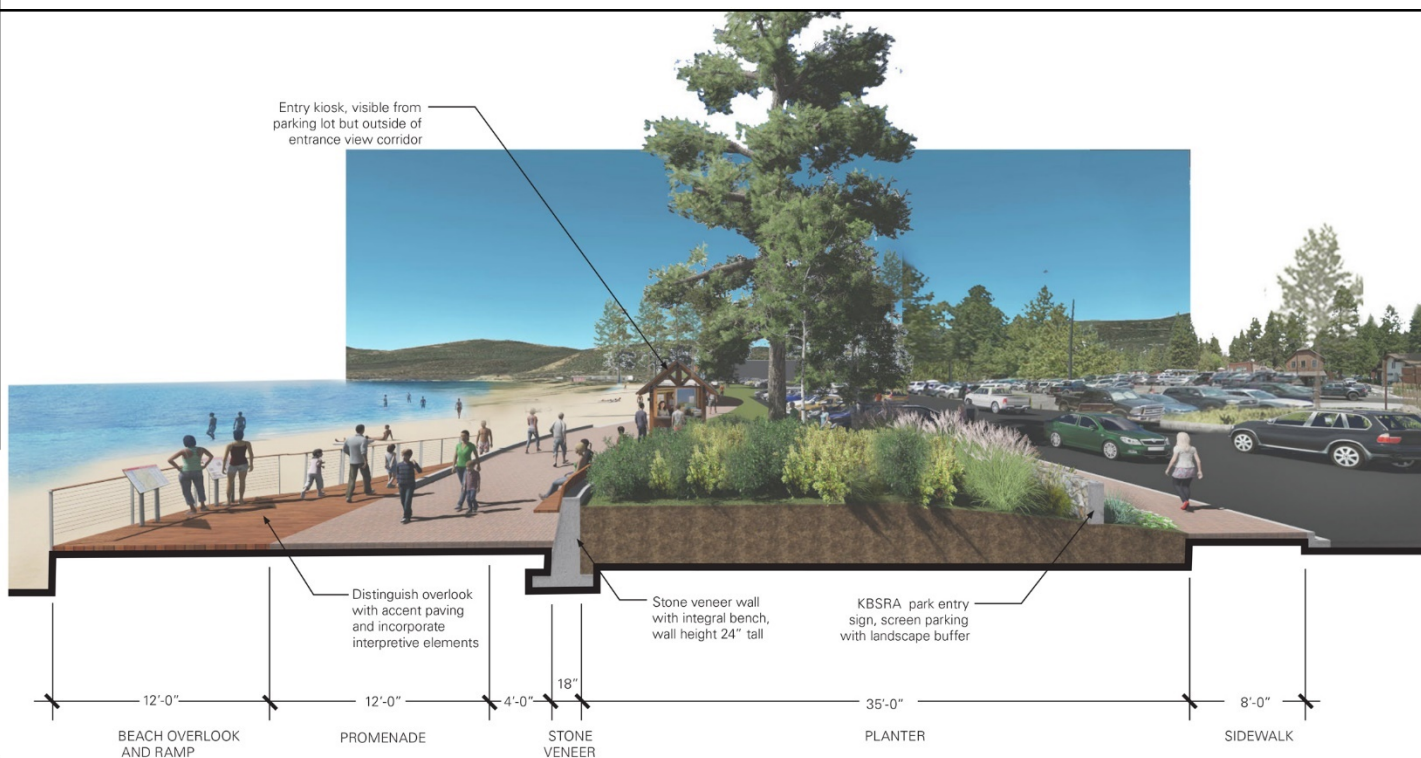 Entry kiosk, visible from
parking lot but outside of
entrance view corridor
Distinguish overlook
with accent paving
and incorporate
interpretive elements
Stone veneer wall
with integral bench,
wall height 24” tall
KBSRA park entry
sign, screen parking
with landscape buffer
12’-0”
12’-0”
4’-0”
18”
35’-0”
8’-0”
BEACH OVERLOOK
AND RAMP
PROMENADE
STONE
VENEER
PLANTER
SIDEWALK